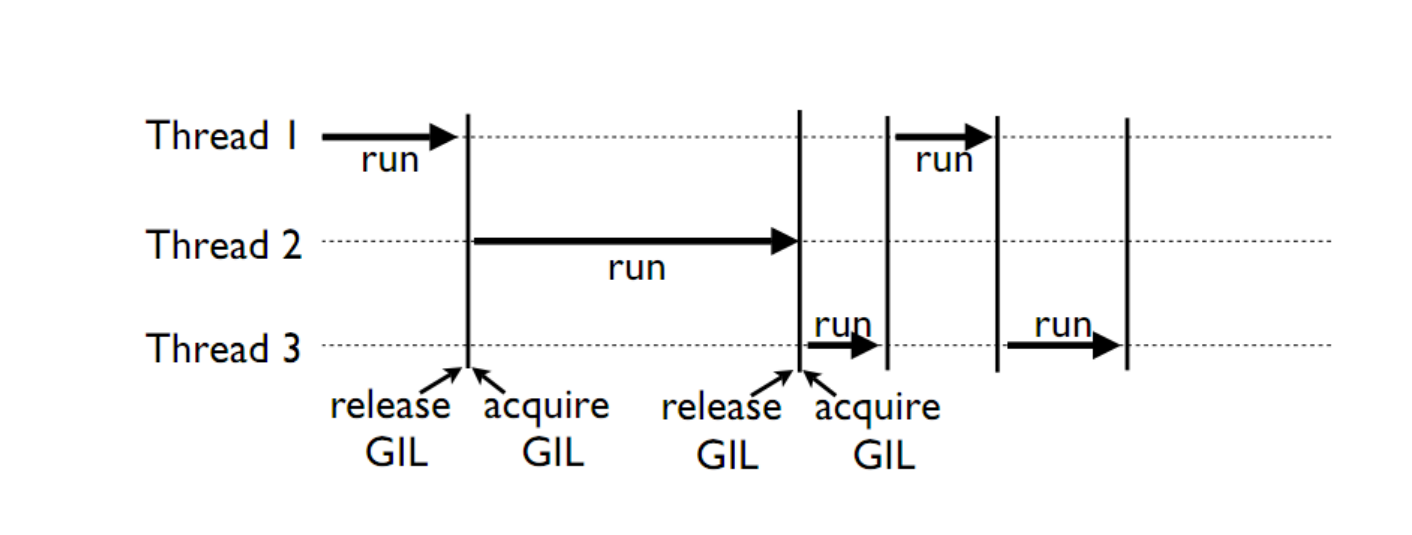 Thread 1
run
run
Thread 2
run
Thread 3
run
run
release
GIL
acquire
GIL
release
GIL
acquire
GIL